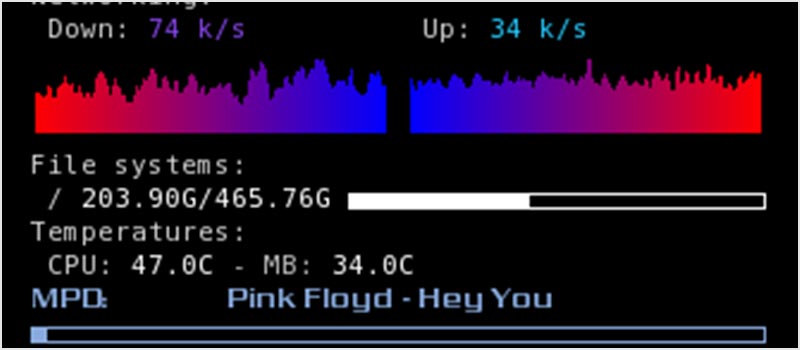 Networking:
Down: 74 k/s Up: 34 k/s
File systems:
/ 203.90G/465.76G
Temperatures:
CPU: 47.0C - MB: 34.0C
MPD: Pink Floyd - Hey You